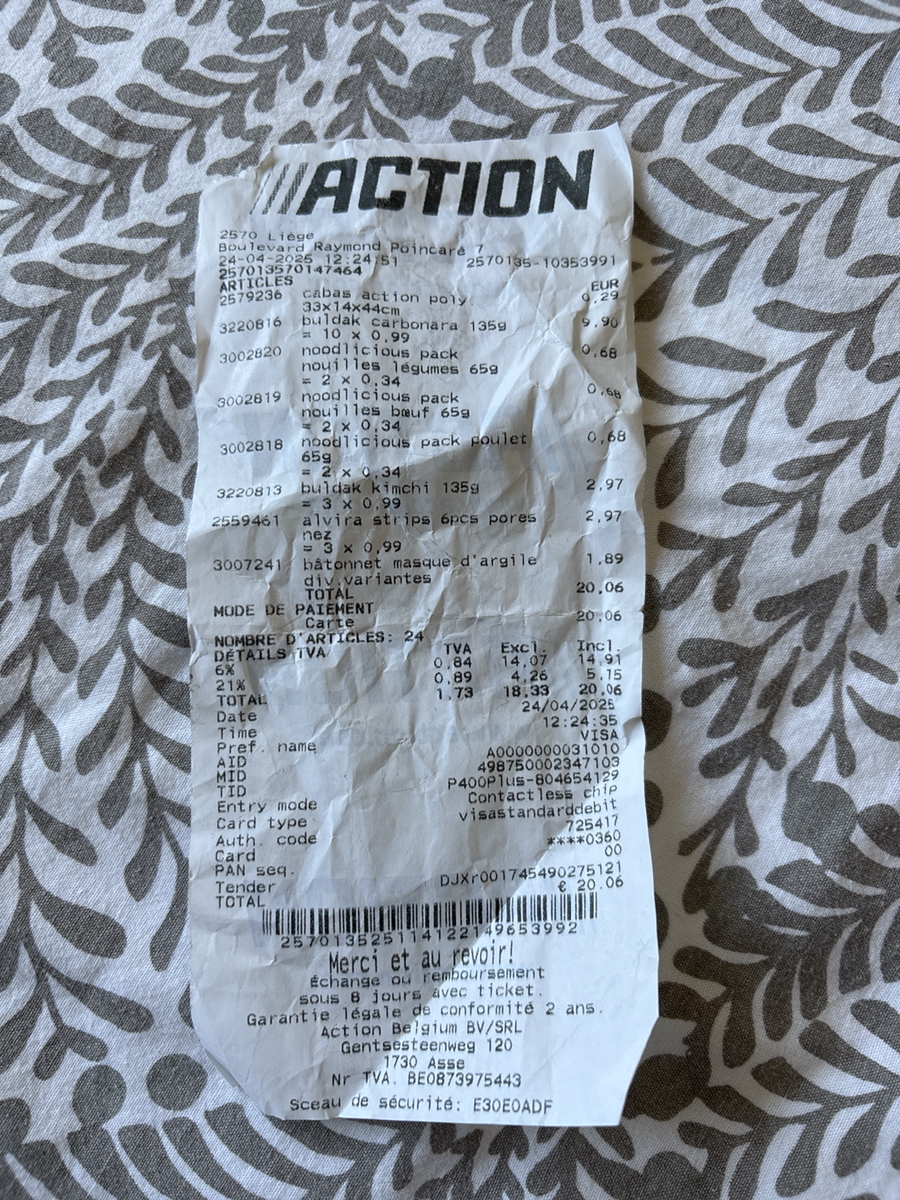 ACTION
2570 Liège
Boulevard Raymond Poincaré 7
24-04-2025 12:24:51 2570135-10353991
257013570147464
ARTICLES EUR
2579236 cabas action poly. 0,29
33x14x44cm
3220816 buldak carbonara 135g 9,90
= 10 x 0,99
3002820 noodlicious pack 0,68
nouilles légumes 65g
= 2 x 0,34
3002819 noodlicious pack 0,68
nouilles bœuf 65g
= 2 x 0,34
3002818 noodlicious pack poulet 0,68
65g
= 2 x 0,34
3220813 buldak kimchi 135g 2,97
= 3 x 0,99
2559461 alvira strips 6pcs pores 2,97
nez
= 3 x 0,99
3007241 bâtonnet masque d'argile 1,89
div.variantes
TOTAL 20,06
MODE DE PAIEMENT
Carte 20,06
NOMBRE D'ARTICLES: 24
DÉTAILS TVA TVA Excl. Incl.
6% 0,84 14,07 14,91
21% 0,89 4,26 5,15
TOTAL 1,73 18,33 20,06
Date 24/04/2025
Time 12:24:35
Pref. name VISA
AID A0000000031010
MID 498750002347103
TID P400Plus-804654129
Entry mode Contactless chip
Card type visastandarddebit
Auth. code 725417
Card ****0360
PAN seq. 00
Tender DJXr001745490275121
TOTAL € 20.06
257013525114122149653992
Merci et au revoir!
Échange ou remboursement
sous 8 jours avec ticket.
Garantie légale de conformité 2 ans.
Action Belgium BV/SRL
Gentsesteenweg 120
1730 Asse
Nr TVA. BE0873975443
Sceau de sécurité: E30E0ADF